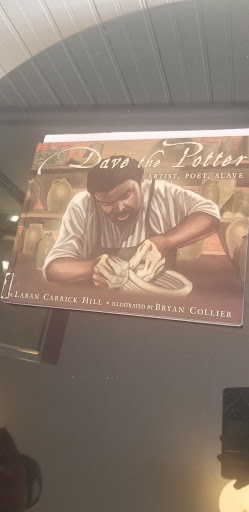 Dave the Potter
ARTIST, POET, SLAVE
LABAN CARRICK HILL • ILLUSTRATED BY BRYAN COLLIER